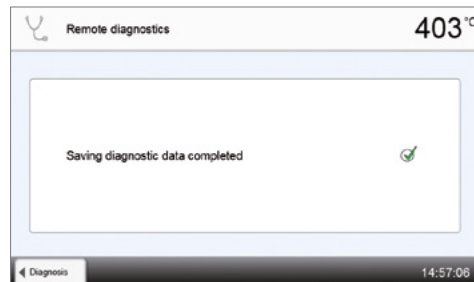 Remote diagnostics
403 °C
Saving diagnostic data completed
Diagnosis
14:57:06